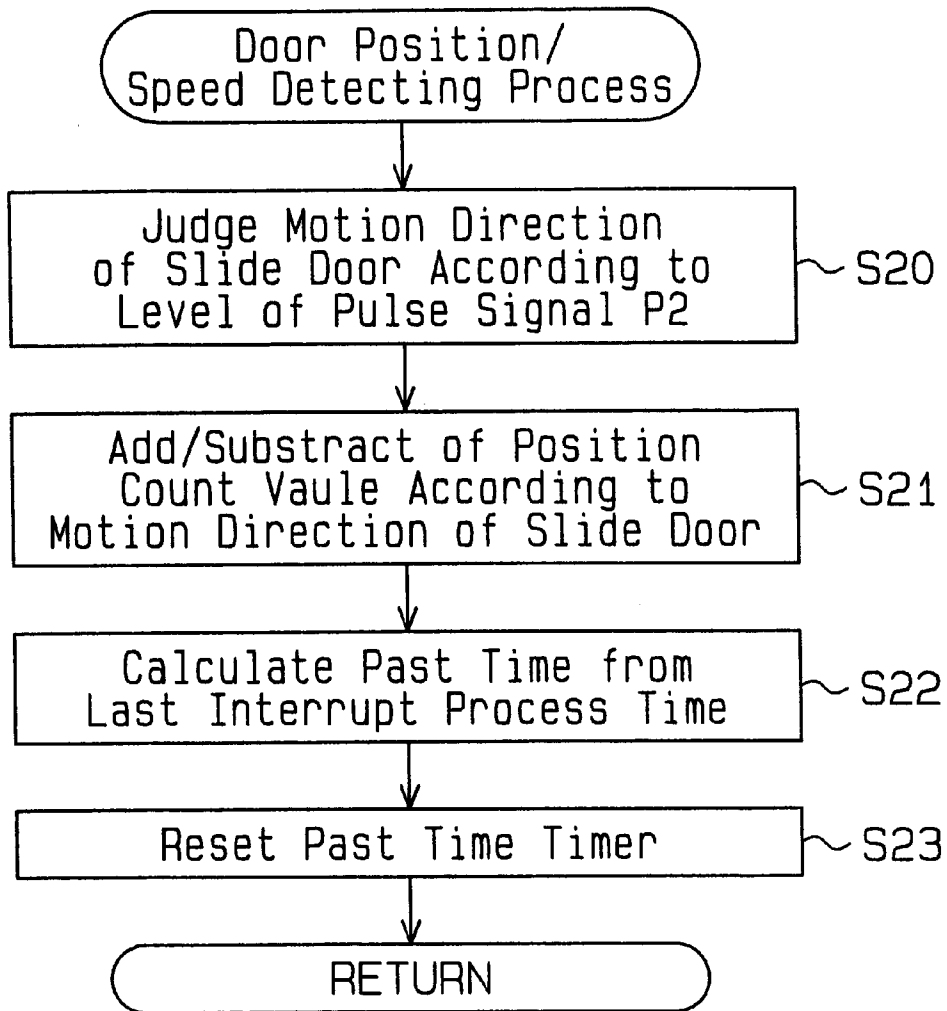 Door Position/
Speed Detecting Process
Judge Motion Direction
of Slide Door According to
Level of Pulse Signal P2
S20
Add/Substract of Position
Count Vaule According to
Motion Direction of Slide Door
S21
Calculate Past Time from
Last Interrupt Process Time
S22
Reset Past Time Timer
S23
RETURN